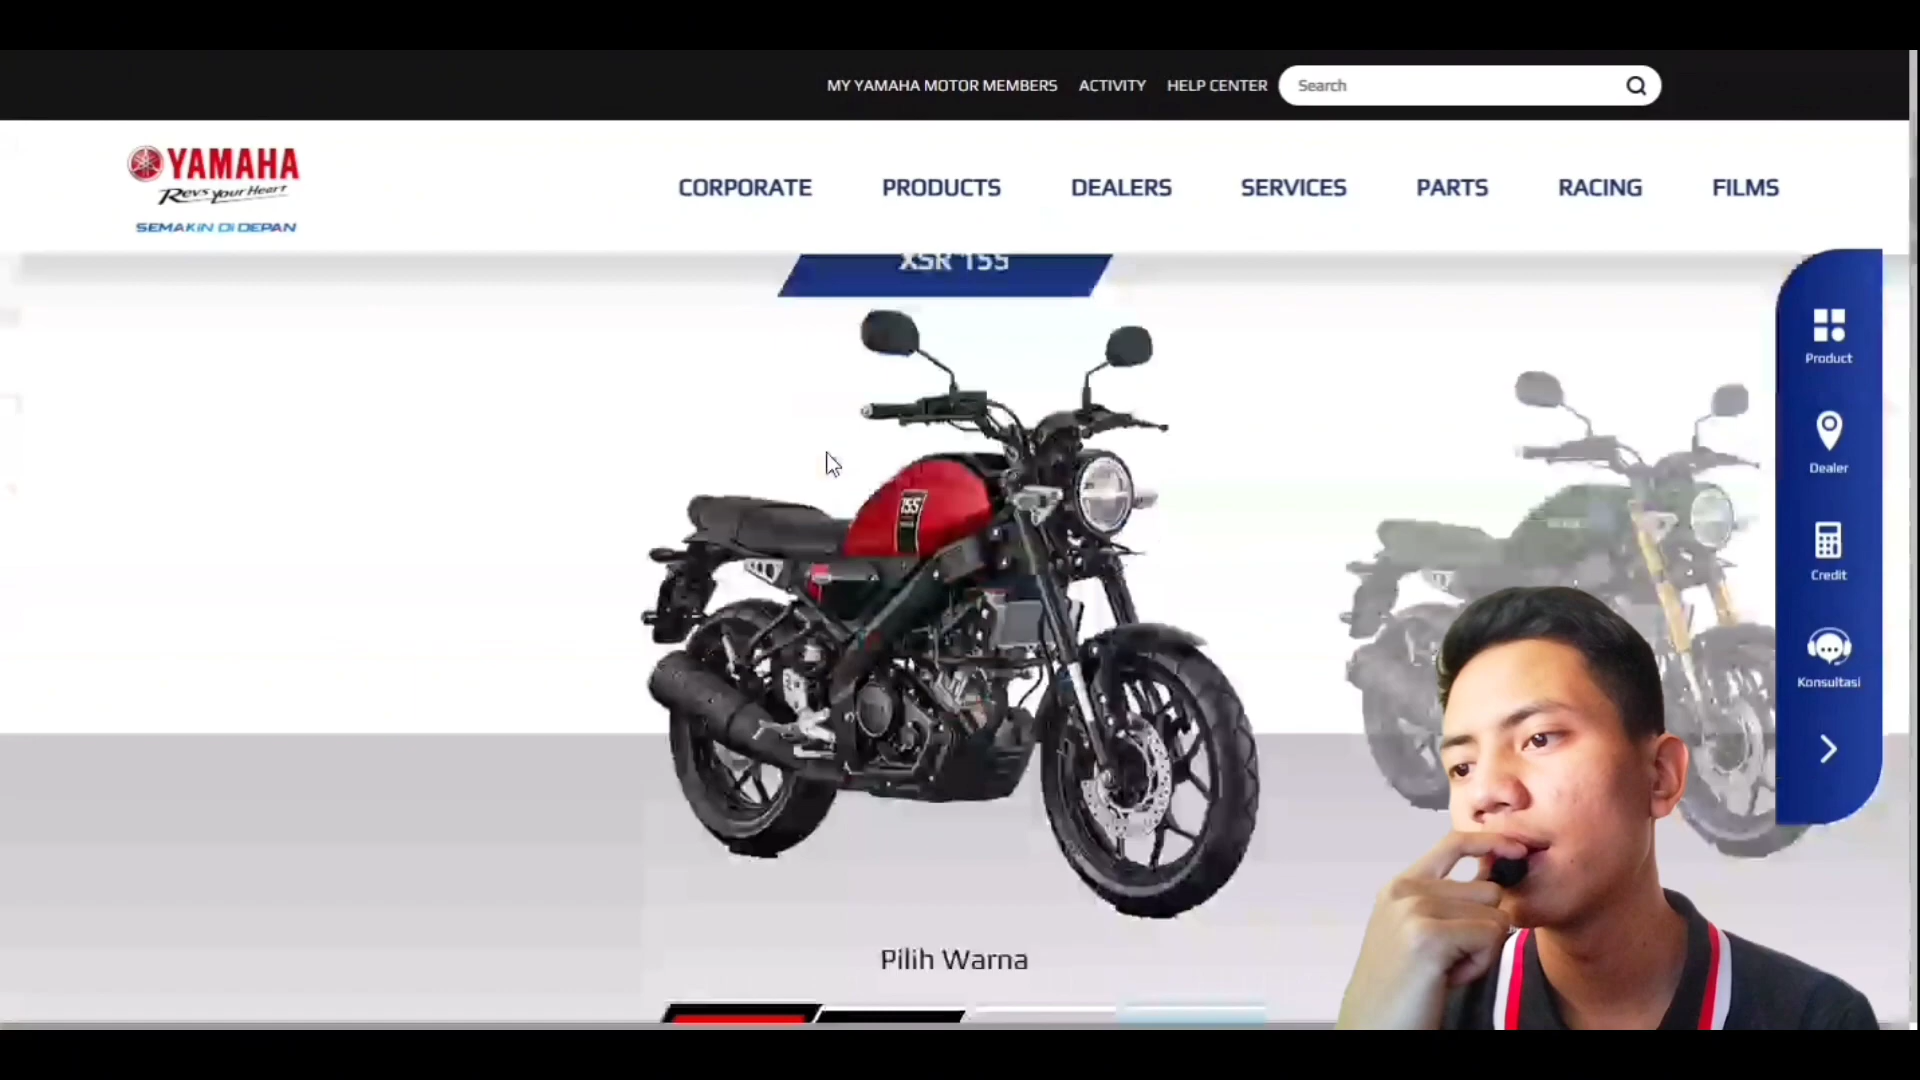 MY YAMAHA MOTOR MEMBERS ACTIVITY HELP CENTER Search
YAMAHA
Revs your Heart
SEMAKIN DI DEPAN
CORPORATE PRODUCTS DEALERS SERVICES PARTS RACING FILMS
XSR 155
Product
Dealer
Credit
Konsultasi
155
Pilih Warna